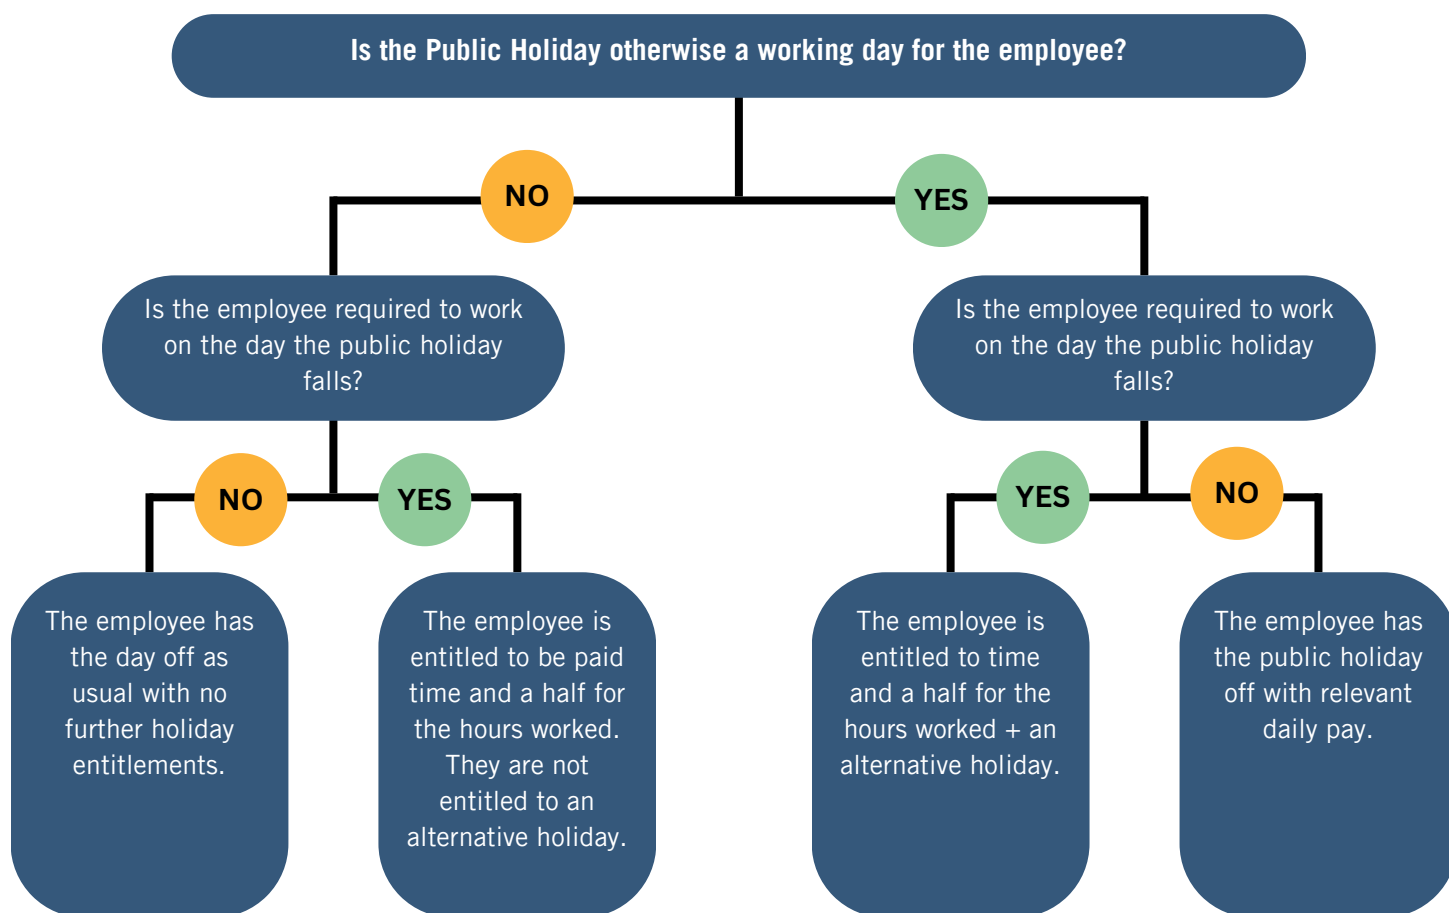 Is the Public Holiday otherwise a working day for the employee?
NO
YES
Is the employee required to work
on the day the public holiday
falls?
Is the employee required to work
on the day the public holiday
falls?
NO
YES
YES
NO
The employee has
the day off as
usual with no
further holiday
entitlements.
The employee is
entitled to be paid
time and a half for
the hours worked.
They are not
entitled to an
alternative holiday.
The employee is
entitled to time
and a half for the
hours worked + an
alternative holiday.
The employee has
the public holiday
off with relevant
daily pay.